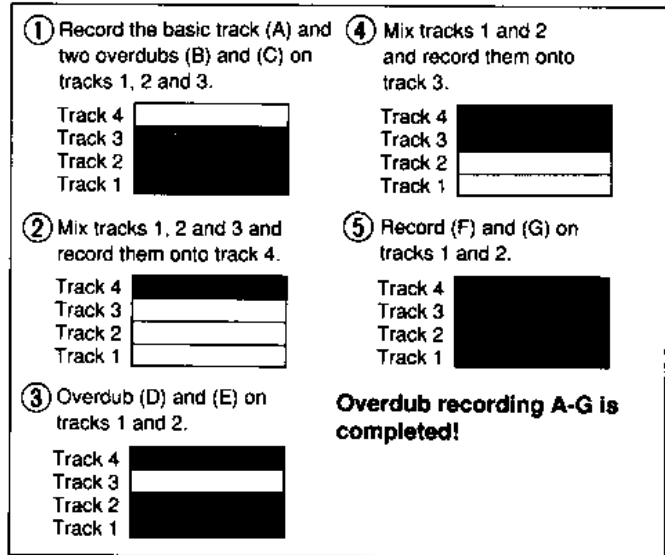 ① Record the basic track (A) and
two overdubs (B) and (C) on
tracks 1, 2 and 3.
Track 4
Track 3
Track 2
Track 1
② Mix tracks 1, 2 and 3 and
record them onto track 4.
Track 4
Track 3
Track 2
Track 1
③ Overdub (D) and (E) on
tracks 1 and 2.
Track 4
Track 3
Track 2
Track 1
④ Mix tracks 1 and 2
and record them onto
track 3.
Track 4
Track 3
Track 2
Track 1
⑤ Record (F) and (G) on
tracks 1 and 2.
Track 4
Track 3
Track 2
Track 1
Overdub recording A-G is
completed!